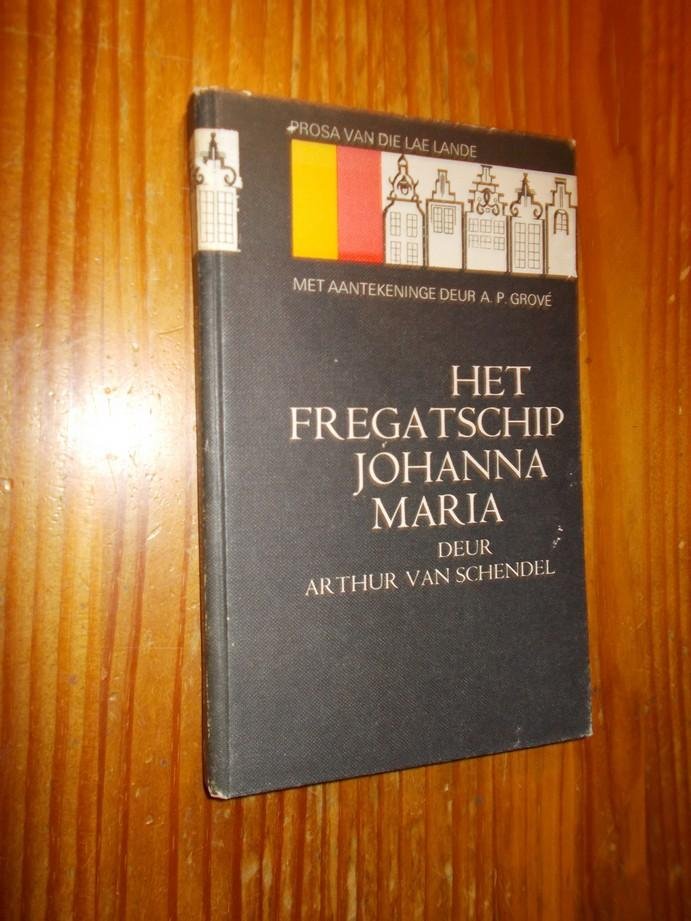 PROSA VAN DIE LAE LANDE
MET AANTEKENINGE DEUR A. P. GROVÉ
HET
FREGATSCHIP
JOHANNA
MARIA
DEUR
ARTHUR VAN SCHENDEL